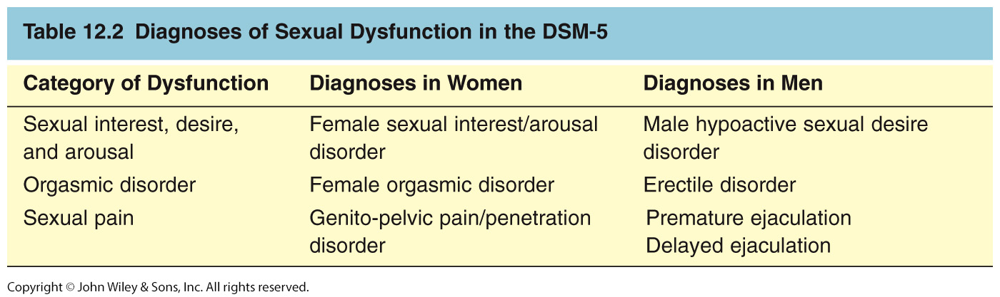 Table 12.2 Diagnoses of Sexual Dysfunction in the DSM-5
Category of Dysfunction Diagnoses in Women Diagnoses in Men
Sexual interest, desire, Female sexual interest/arousal Male hypoactive sexual desire
and arousal disorder disorder
Orgasmic disorder Female orgasmic disorder Erectile disorder
Sexual pain Genito-pelvic pain/penetration Premature ejaculation
disorder Delayed ejaculation
Copyright © John Wiley & Sons, Inc. All rights reserved.